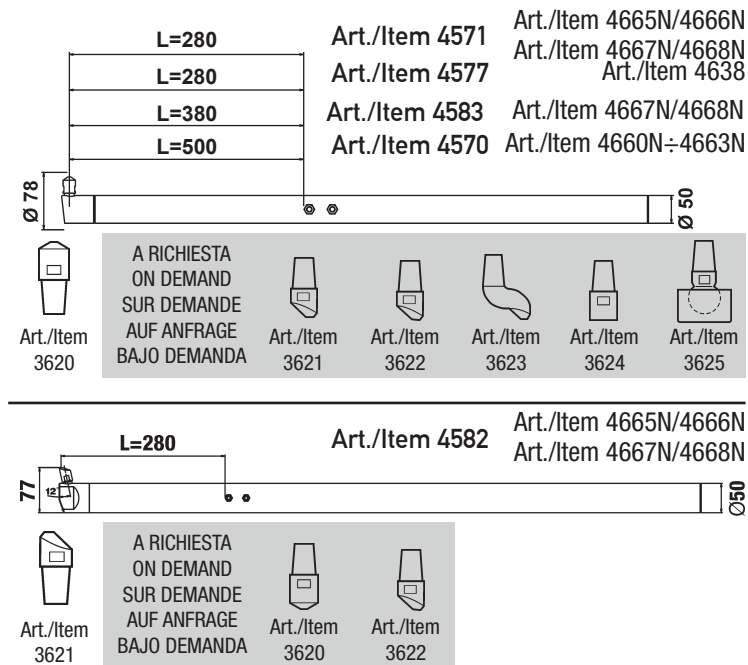 L=280 Art./Item 4571 Art./Item 4665N/4666N
Art./Item 4667N/4668N
L=280 Art./Item 4577 Art./Item 4638
L=380 Art./Item 4583 Art./Item 4667N/4668N
L=500 Art./Item 4570 Art./Item 4660N÷4663N
Ø 78
Ø 50
Art./Item
3620
A RICHIESTA
ON DEMAND
SUR DEMANDE
AUF ANFRAGE
BAJO DEMANDA
Art./Item
3621
Art./Item
3622
Art./Item
3623
Art./Item
3624
Art./Item
3625
L=280 Art./Item 4582 Art./Item 4665N/4666N
Art./Item 4667N/4668N
77
12
Ø50
Art./Item
3621
A RICHIESTA
ON DEMAND
SUR DEMANDE
AUF ANFRAGE
BAJO DEMANDA
Art./Item
3620
Art./Item
3622